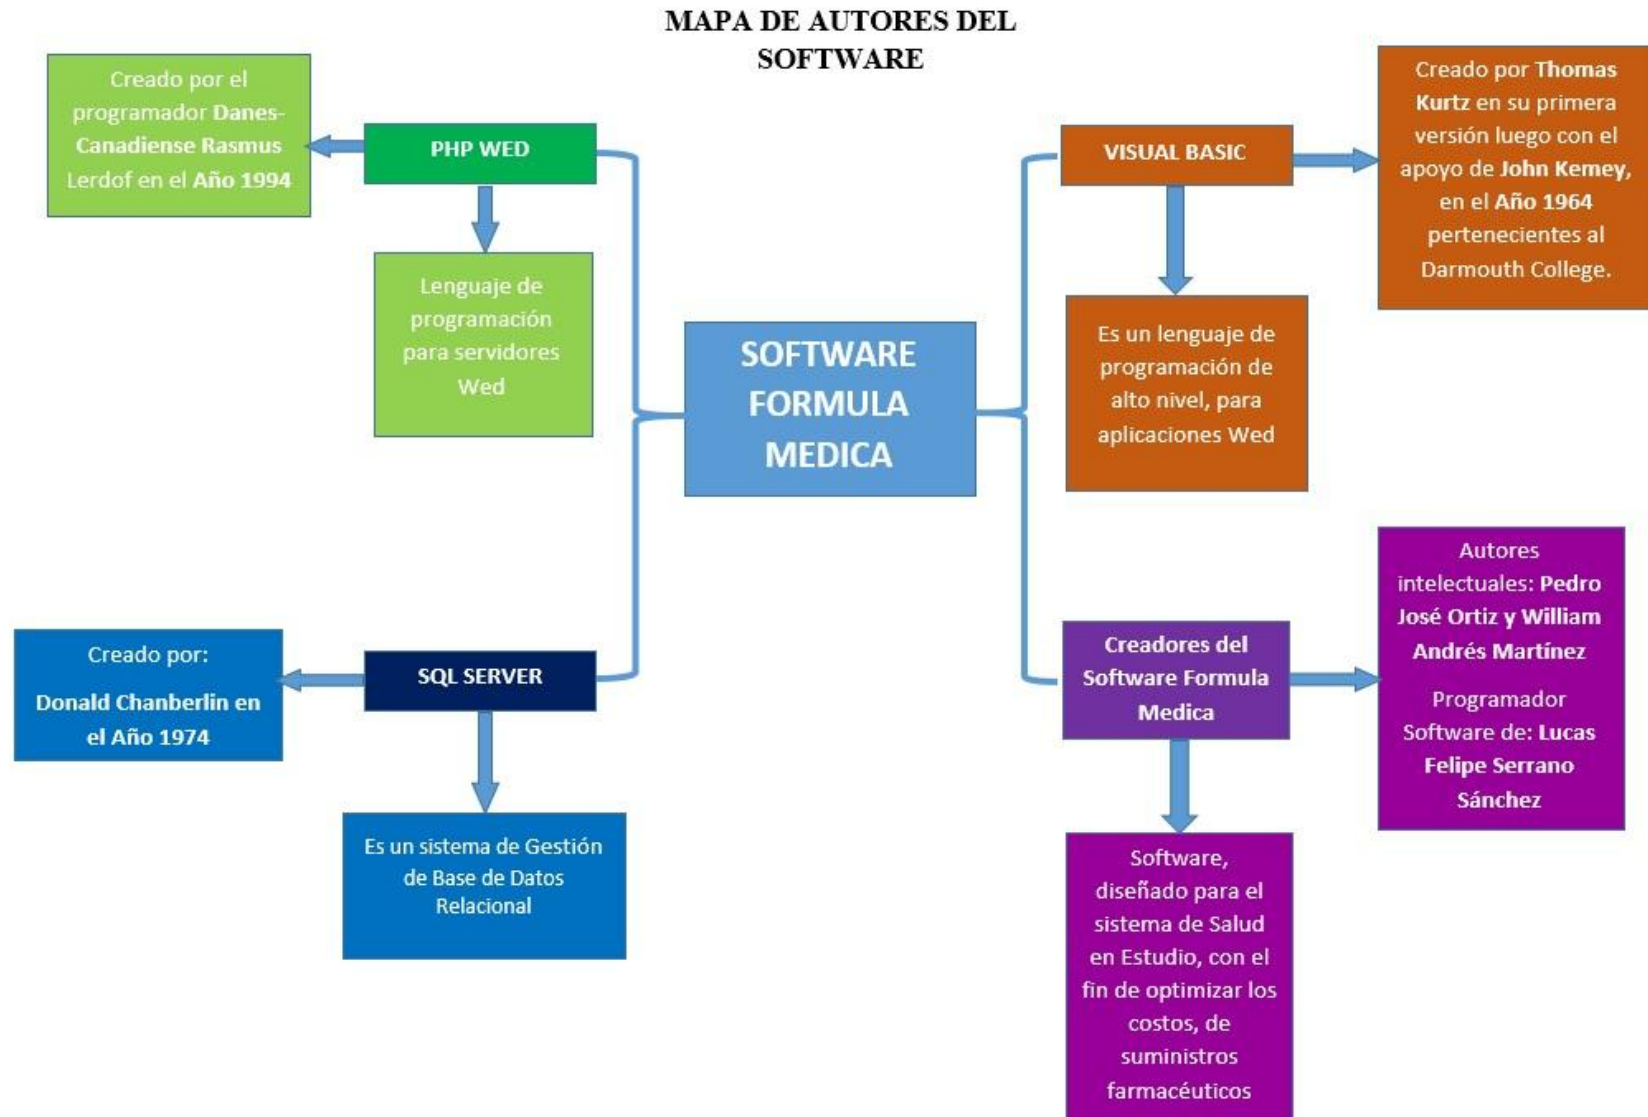 MAPA DE AUTORES DEL
SOFTWARE
Creado por el
programador Danes-
Canadiense Rasmus
Lerdof en el Año 1994
PHP WED
Lenguaje de
programación
para servidores
Wed
VISUAL BASIC
Creado por Thomas
Kurtz en su primera
versión luego con el
apoyo de John Kemey,
en el Año 1964
pertenecientes al
Darmouth College.
Es un lenguaje de
programación de
alto nivel, para
aplicaciones Wed
SOFTWARE
FORMULA
MEDICA
Creado por:
Donald Chanberlin en
el Año 1974
SQL SERVER
Es un sistema de Gestión
de Base de Datos
Relacional
Creadores del
Software Formula
Medica
Autores
intelectuales: Pedro
José Ortiz y William
Andrés Martínez
Programador
Software de: Lucas
Felipe Serrano
Sánchez
Software,
diseñado para el
sistema de Salud
en Estudio, con el
fin de optimizar los
costos, de
suministros
farmacéuticos